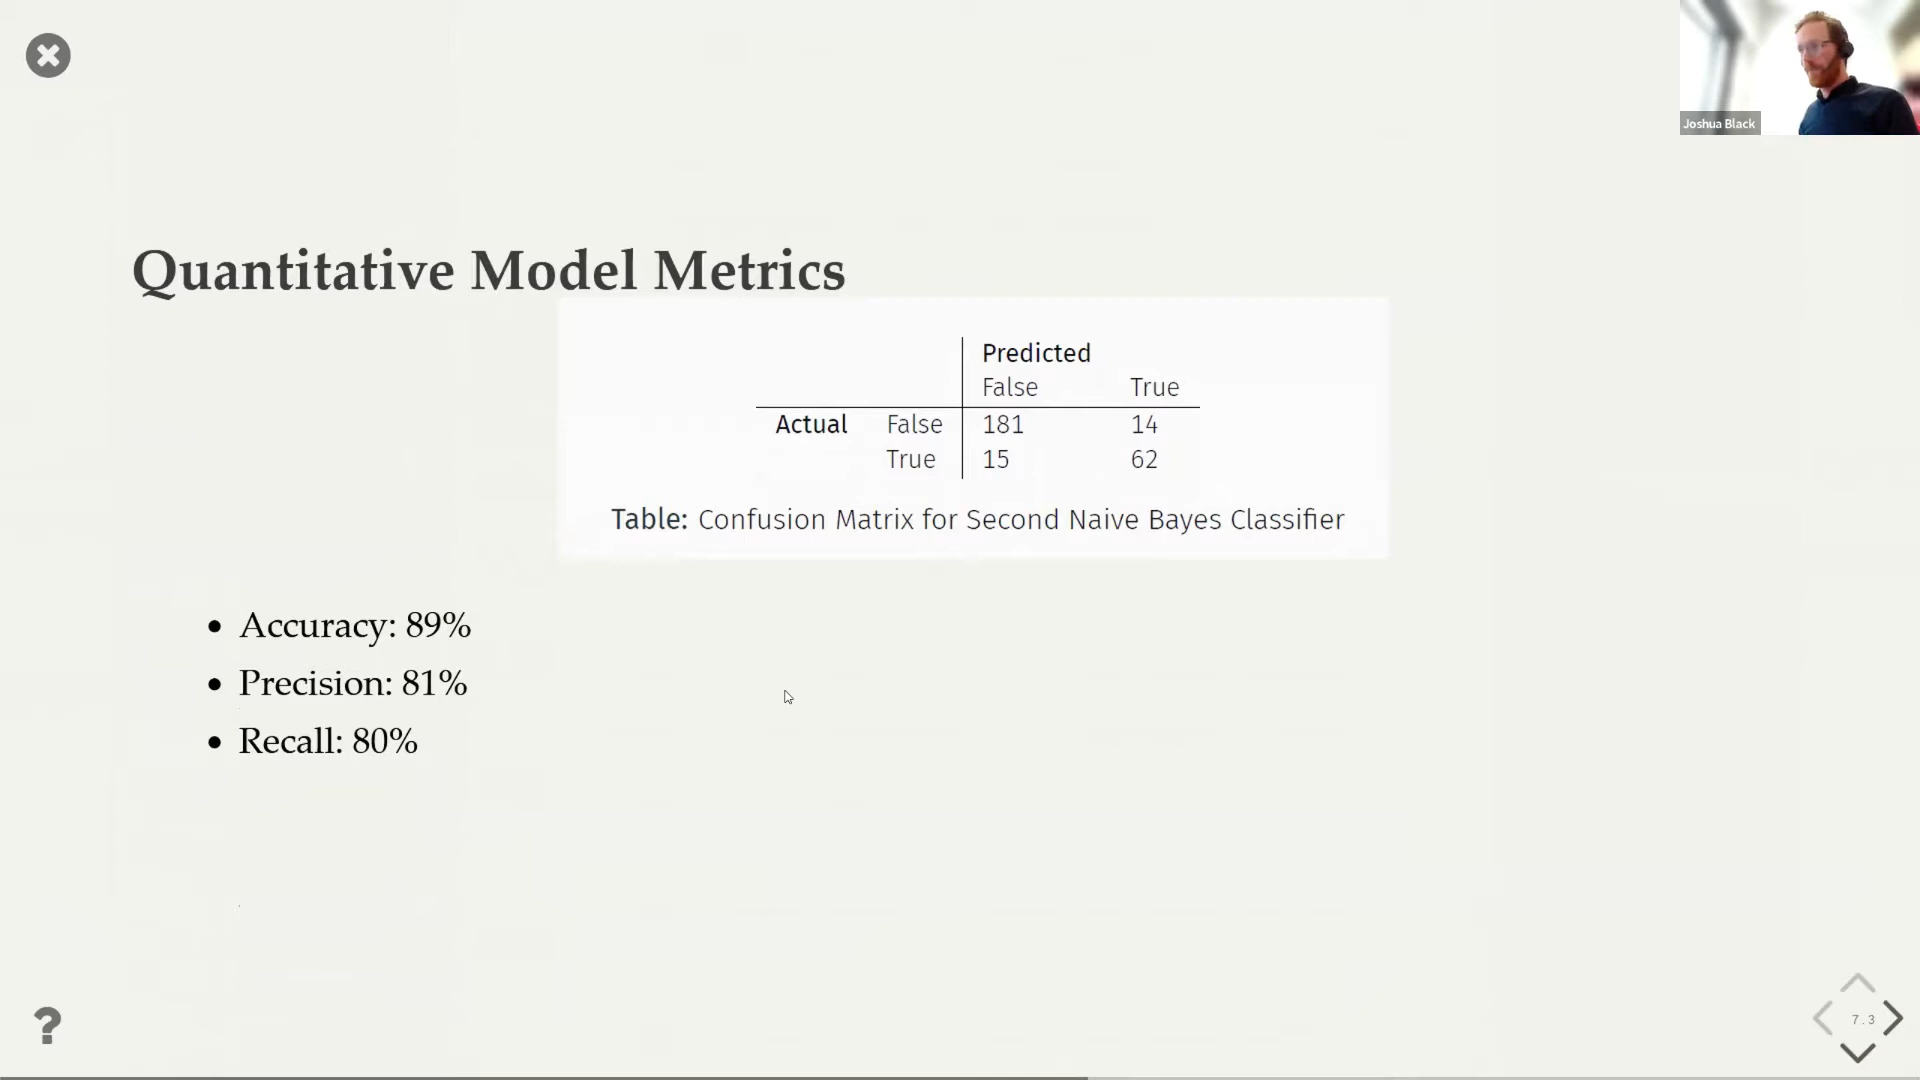 Joshua Black
Quantitative Model Metrics
Predicted
False True
Actual False 181 14
True 15 62
Table: Confusion Matrix for Second Naive Bayes Classifier
• Accuracy: 89%
• Precision: 81%
• Recall: 80%
?
7.3